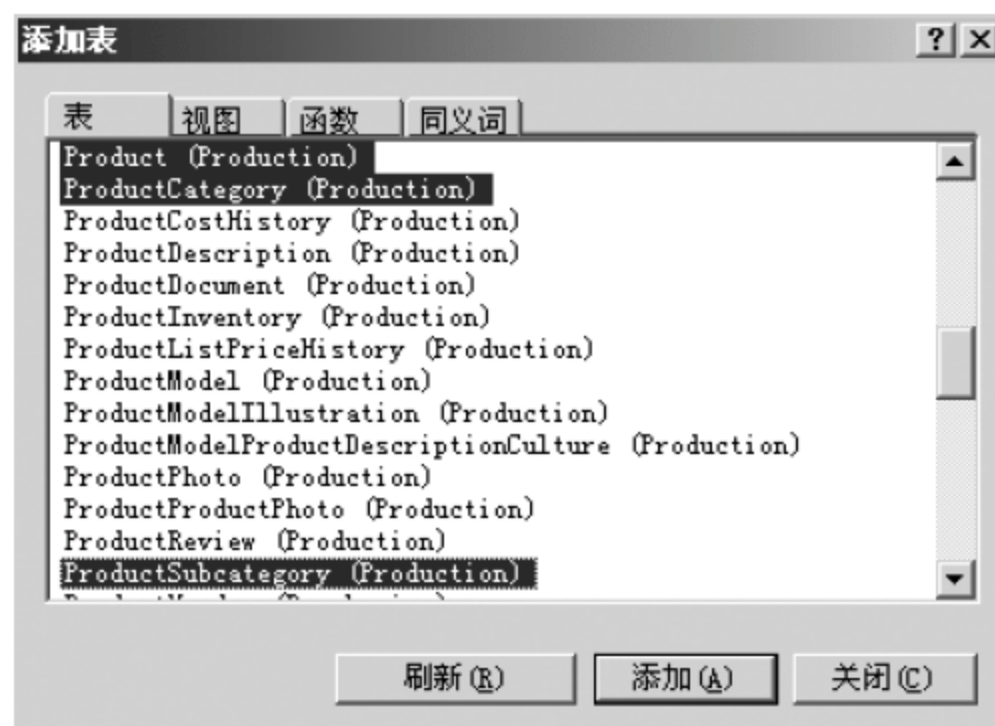 添加表
表 视图 函数 同义词
Product (Production)
ProductCategory (Production)
ProductCostHistory (Production)
ProductDescription (Production)
ProductDocument (Production)
ProductInventory (Production)
ProductListPriceHistory (Production)
ProductModel (Production)
ProductModelIllustration (Production)
ProductModelProductDescriptionCulture (Production)
ProductPhoto (Production)
ProductProductPhoto (Production)
ProductReview (Production)
ProductSubcategory (Production)
刷新(R) 添加(A) 关闭(C)